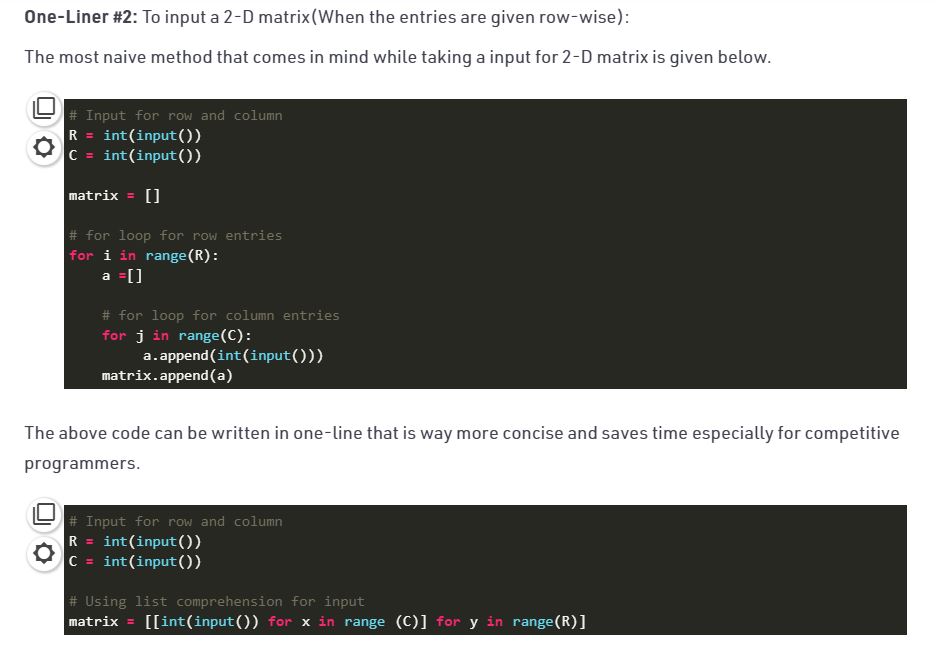 One-Liner #2: To input a 2-D matrix(When the entries are given row-wise):
The most naive method that comes in mind while taking a input for 2-D matrix is given below.
# Input for row and column
R = int(input())
C = int(input())
matrix = []
# for loop for row entries
for i in range(R):
    a =[]
    # for loop for column entries
    for j in range(C):
         a.append(int(input()))
    matrix.append(a)
The above code can be written in one-line that is way more concise and saves time especially for competitive
programmers.
# Input for row and column
R = int(input())
C = int(input())
# Using list comprehension for input
matrix = [[int(input()) for x in range (C)] for y in range(R)]